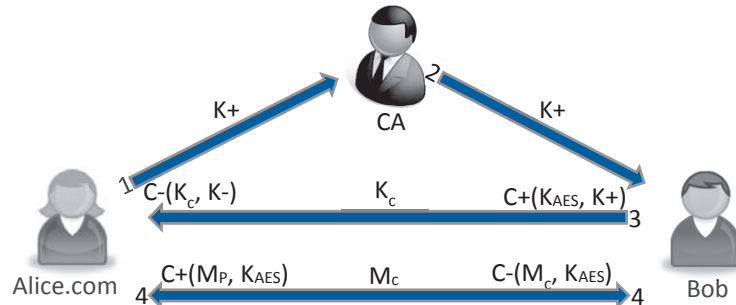 K+
2
K+
CA
1
C-(Kc, K-)
Kc
C+(KAES, K+)
3
Alice.com
Bob
4
C+(MP, KAES)
Mc
C-(Mc, KAES)
4